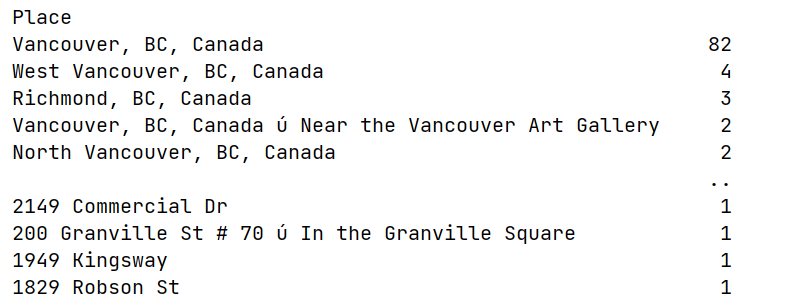 Place
Vancouver, BC, Canada 82
West Vancouver, BC, Canada 4
Richmond, BC, Canada 3
Vancouver, BC, Canada ú Near the Vancouver Art Gallery 2
North Vancouver, BC, Canada 2
..
2149 Commercial Dr 1
200 Granville St # 70 ú In the Granville Square 1
1949 Kingsway 1
1829 Robson St 1